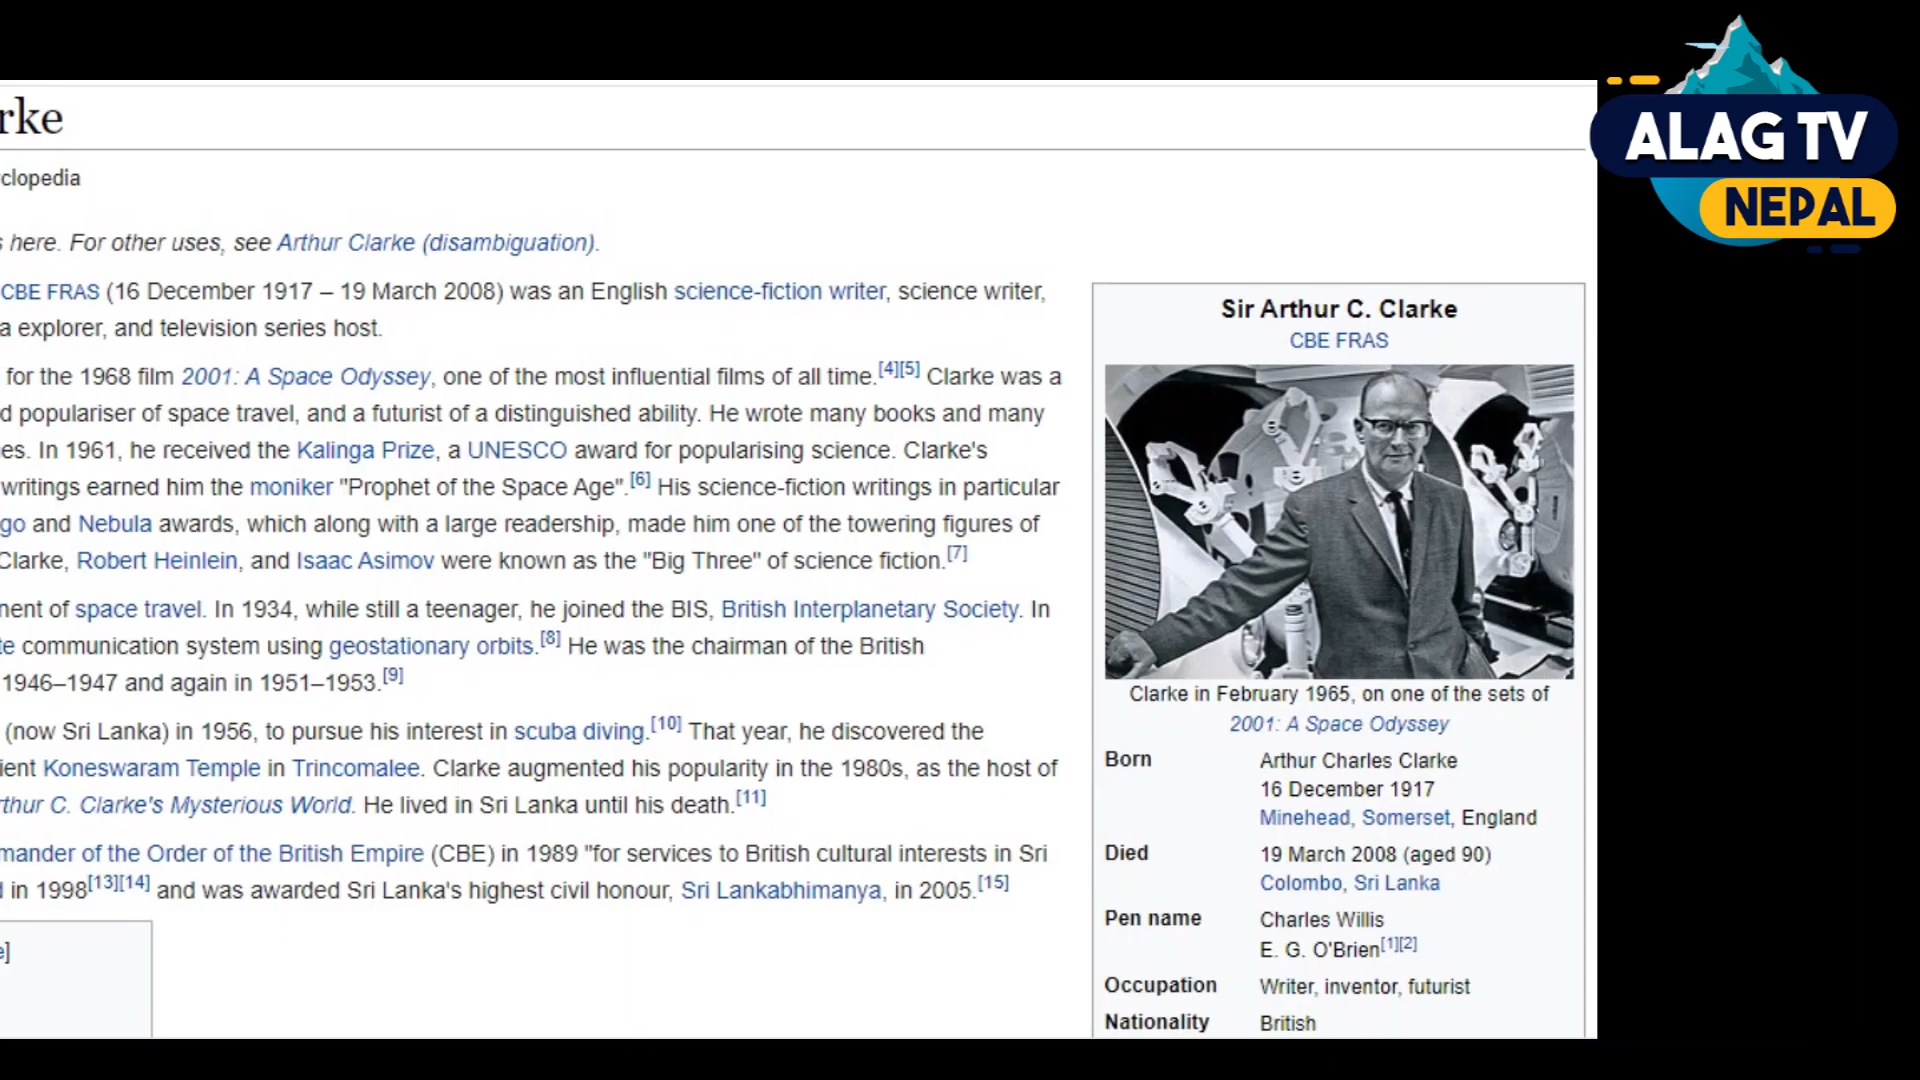 ALAG TV
NEPAL
rke
clopedia
s here. For other uses, see Arthur Clarke (disambiguation).
CBE FRAS (16 December 1917 – 19 March 2008) was an English science-fiction writer, science writer,
a explorer, and television series host.
for the 1968 film 2001: A Space Odyssey, one of the most influential films of all time.[4][5] Clarke was a
d populariser of space travel, and a futurist of a distinguished ability. He wrote many books and many
es. In 1961, he received the Kalinga Prize, a UNESCO award for popularising science. Clarke's
writings earned him the moniker "Prophet of the Space Age".[6] His science-fiction writings in particular
go and Nebula awards, which along with a large readership, made him one of the towering figures of
Clarke, Robert Heinlein, and Isaac Asimov were known as the "Big Three" of science fiction.[7]
nent of space travel. In 1934, while still a teenager, he joined the BIS, British Interplanetary Society. In
te communication system using geostationary orbits.[8] He was the chairman of the British
1946–1947 and again in 1951–1953.[9]
(now Sri Lanka) in 1956, to pursue his interest in scuba diving.[10] That year, he discovered the
ient Koneswaram Temple in Trincomalee. Clarke augmented his popularity in the 1980s, as the host of
rthur C. Clarke's Mysterious World. He lived in Sri Lanka until his death.[11]
mander of the Order of the British Empire (CBE) in 1989 "for services to British cultural interests in Sri
d in 1998[13][14] and was awarded Sri Lanka's highest civil honour, Sri Lankabhimanya, in 2005.[15]
e]
Sir Arthur C. Clarke
CBE FRAS
Clarke in February 1965, on one of the sets of
2001: A Space Odyssey
Born Arthur Charles Clarke
16 December 1917
Minehead, Somerset, England
Died 19 March 2008 (aged 90)
Colombo, Sri Lanka
Pen name Charles Willis
E. G. O'Brien[1][2]
Occupation Writer, inventor, futurist
Nationality British